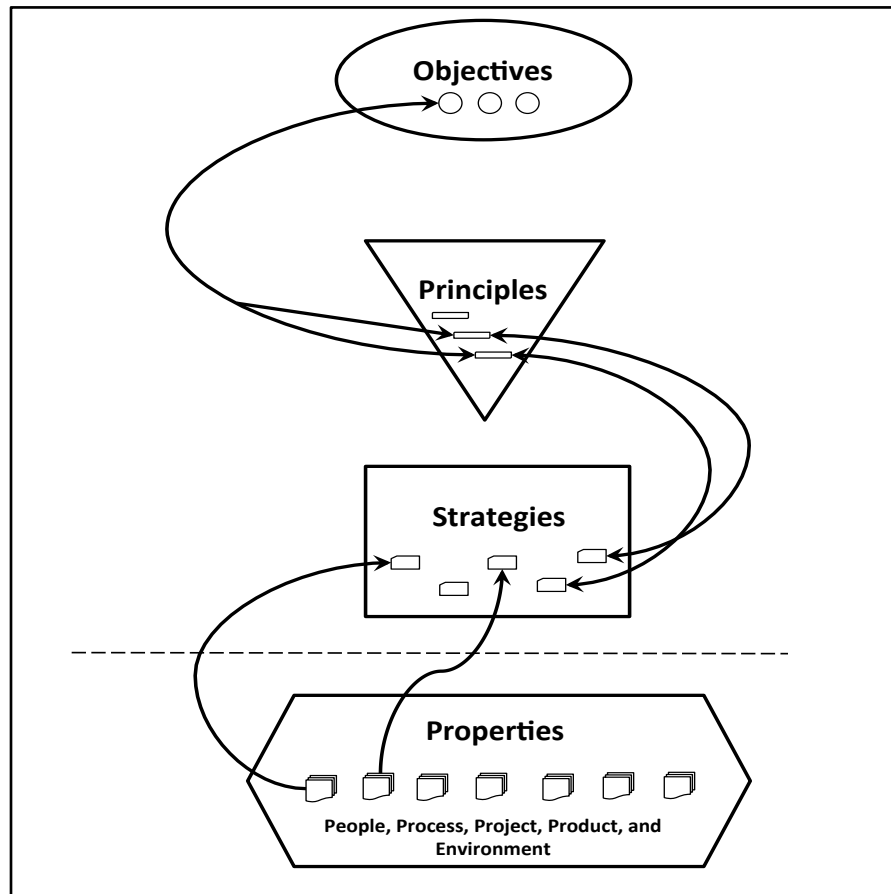 Objectives
Principles
Strategies
Properties
People, Process, Project, Product, and
Environment